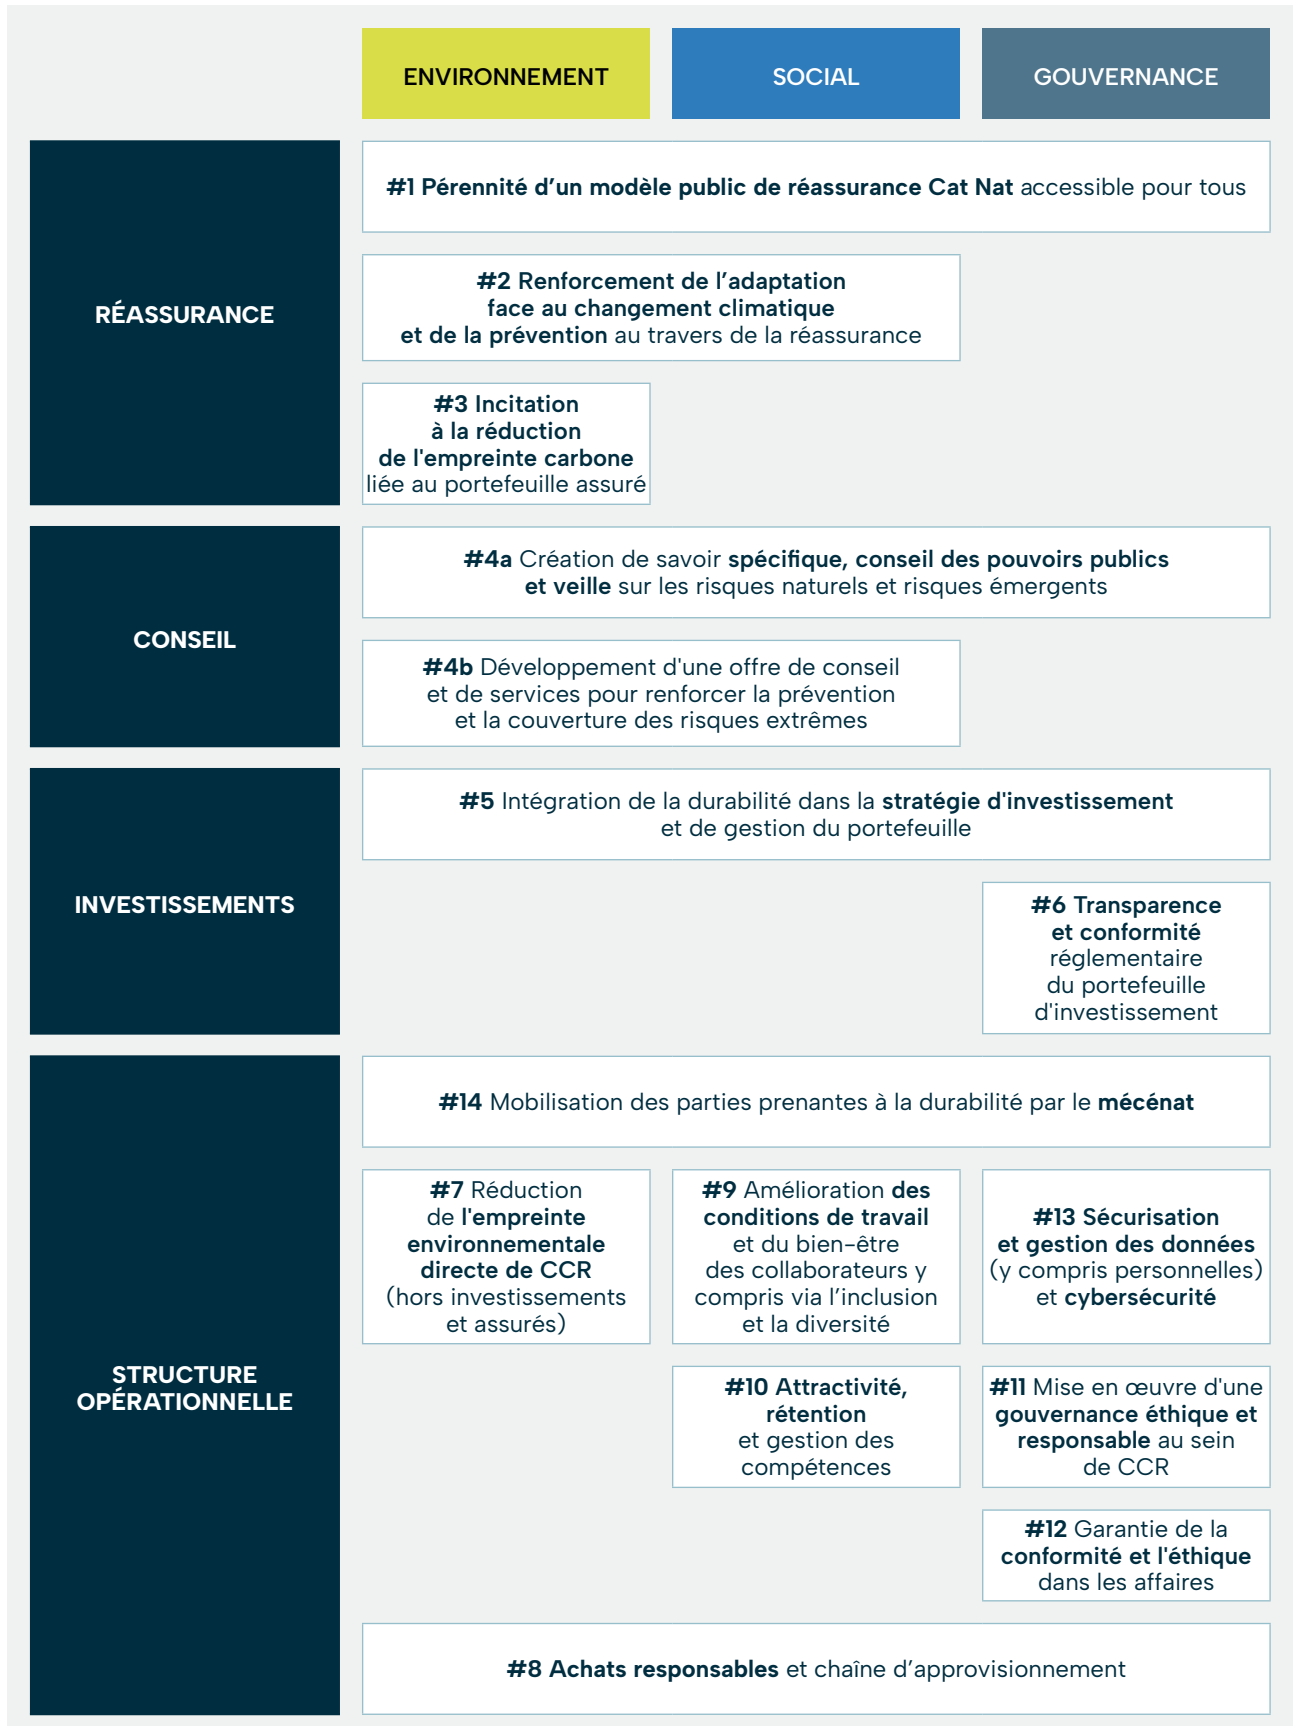 ENVIRONNEMENT
SOCIAL
GOUVERNANCE
RÉASSURANCE
#1 Pérennité d’un modèle public de réassurance Cat Nat accessible pour tous
#2 Renforcement de l’adaptation
face au changement climatique
et de la prévention au travers de la réassurance
#3 Incitation
à la réduction
de l'empreinte carbone
liée au portefeuille assuré
CONSEIL
#4a Création de savoir spécifique, conseil des pouvoirs publics
et veille sur les risques naturels et risques émergents
#4b Développement d'une offre de conseil
et de services pour renforcer la prévention
et la couverture des risques extrêmes
INVESTISSEMENTS
#5 Intégration de la durabilité dans la stratégie d'investissement
et de gestion du portefeuille
#6 Transparence
et conformité
réglementaire
du portefeuille
d'investissement
STRUCTURE
OPÉRATIONNELLE
#14 Mobilisation des parties prenantes à la durabilité par le mécénat
#7 Réduction
de l'empreinte
environnementale
directe de CCR
(hors investissements
et assurés)
#9 Amélioration des
conditions de travail
et du bien-être
des collaborateurs y
compris via l’inclusion
et la diversité
#13 Sécurisation
et gestion des données
(y compris personnelles)
et cybersécurité
#10 Attractivité,
rétention
et gestion des
compétences
#11 Mise en œuvre d'une
gouvernance éthique et
responsable au sein
de CCR
#12 Garantie de la
conformité et l'éthique
dans les affaires
#8 Achats responsables et chaîne d’approvisionnement